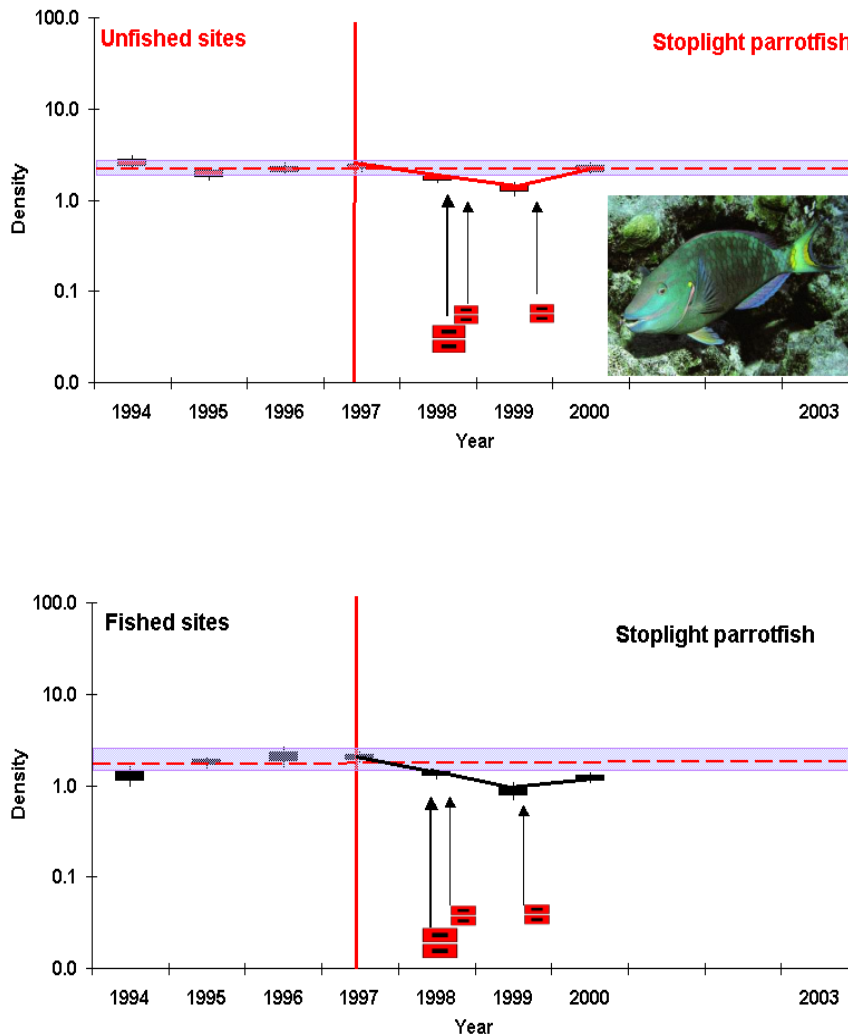 Unfished sites
Stoplight parrotfish
100.0
10.0
1.0
0.1
0.0
Density
1994 1995 1996 1997 1998 1999 2000 2003
Year
Fished sites
Stoplight parrotfish
100.0
10.0
1.0
0.1
0.0
Density
1994 1995 1996 1997 1998 1999 2000 2003
Year